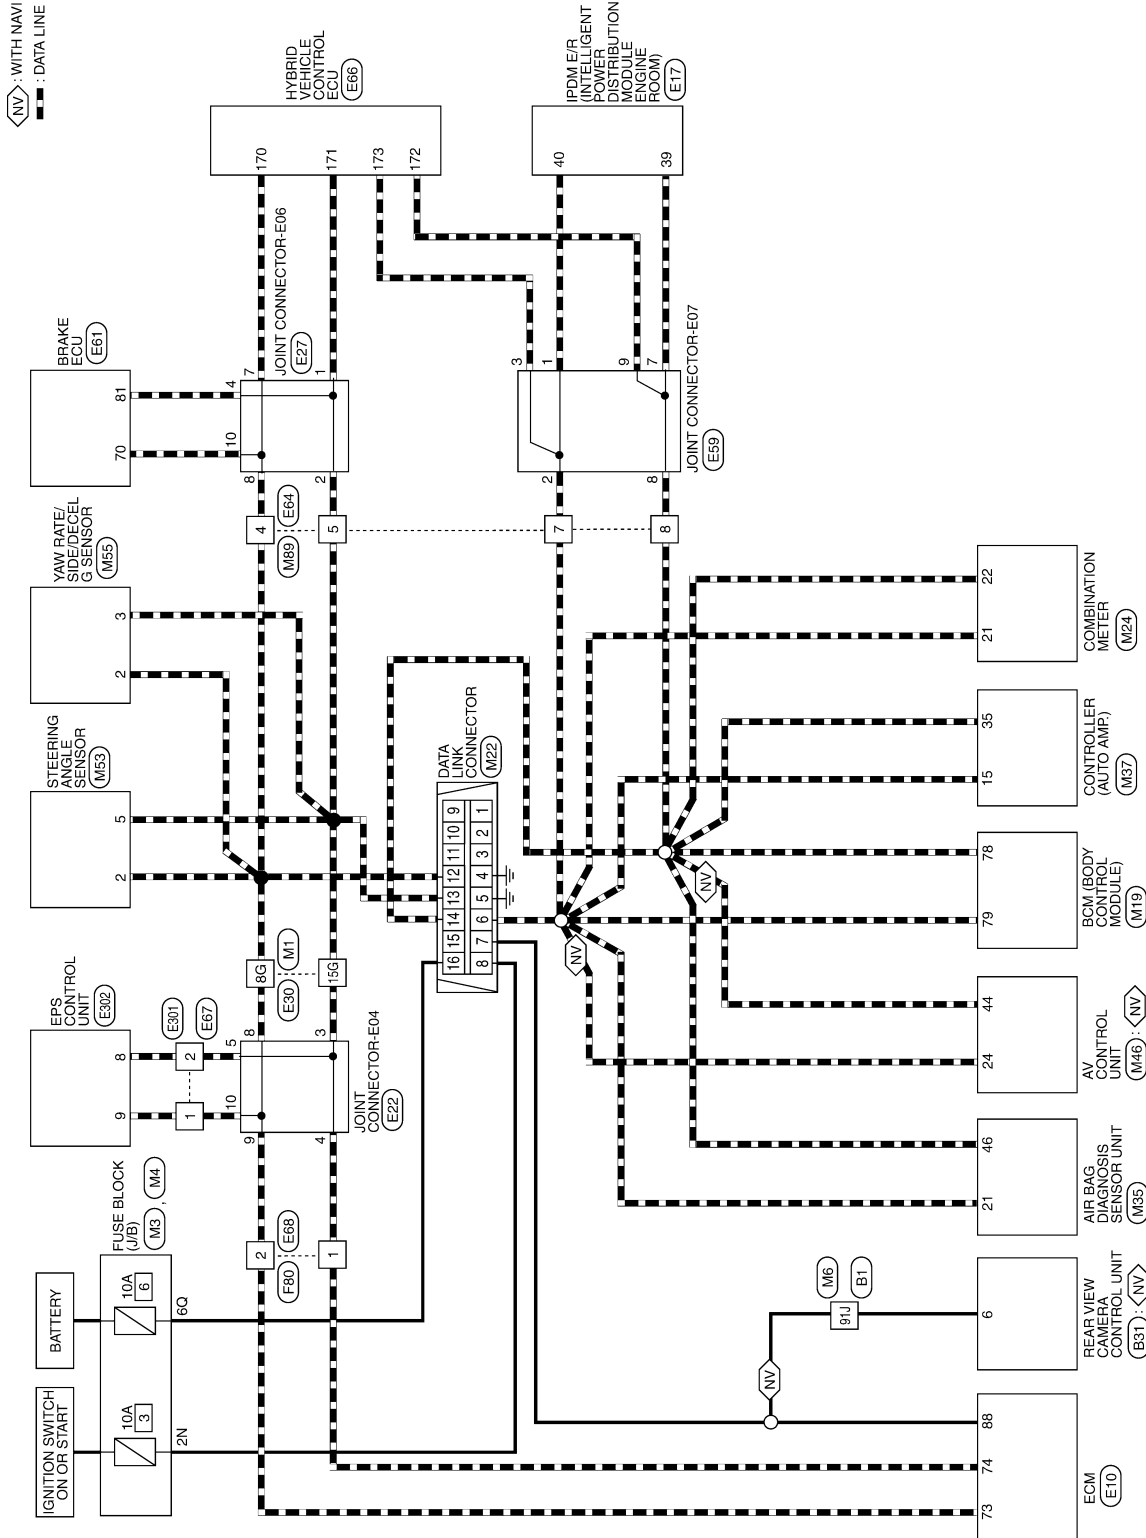 NV : WITH NAVI
: DATA LINE
IGNITION SWITCH
ON OR START
BATTERY
10A
3
2N
10A
6
6Q
FUSE BLOCK
(J/B)
M3 , M4
EPS
CONTROL
UNIT
E302
9
8
1
2
E301
E67
STEERING
ANGLE
SENSOR
M53
2
5
YAW RATE/
SIDE/DECEL
G SENSOR
M55
2
3
BRAKE
ECU
E61
70
81
HYBRID
VEHICLE
CONTROL
ECU
E66
170
171
173
172
IPDM E/R
(INTELLIGENT
POWER
DISTRIBUTION
MODULE
ENGINE
ROOM)
E17
40
39
JOINT CONNECTOR-E06
E27
8
10
4
7
2
1
JOINT CONNECTOR-E07
E59
3
1
9
7
2
8
4
5
7
8
M89
E64
8G
15G
E30
M1
JOINT
CONNECTOR-E04
E22
9
10
5
8
4
3
2
1
F80
E68
DATA
LINK
CONNECTOR
M22
16 15 14 13 12 11 10 9
8 7 6 5 4 3 2 1
NV
NV
NV
91J
M6
B1
ECM
E10
73
74
88
REAR VIEW
CAMERA
CONTROL UNIT
B31 : NV
6
AIR BAG
DIAGNOSIS
SENSOR UNIT
M35
21
46
AV
CONTROL
UNIT
M46 : NV
24
44
BCM (BODY
CONTROL
MODULE)
M19
79
78
CONTROLLER
(AUTO AMP.)
M37
15
35
COMBINATION
METER
M24
21
22